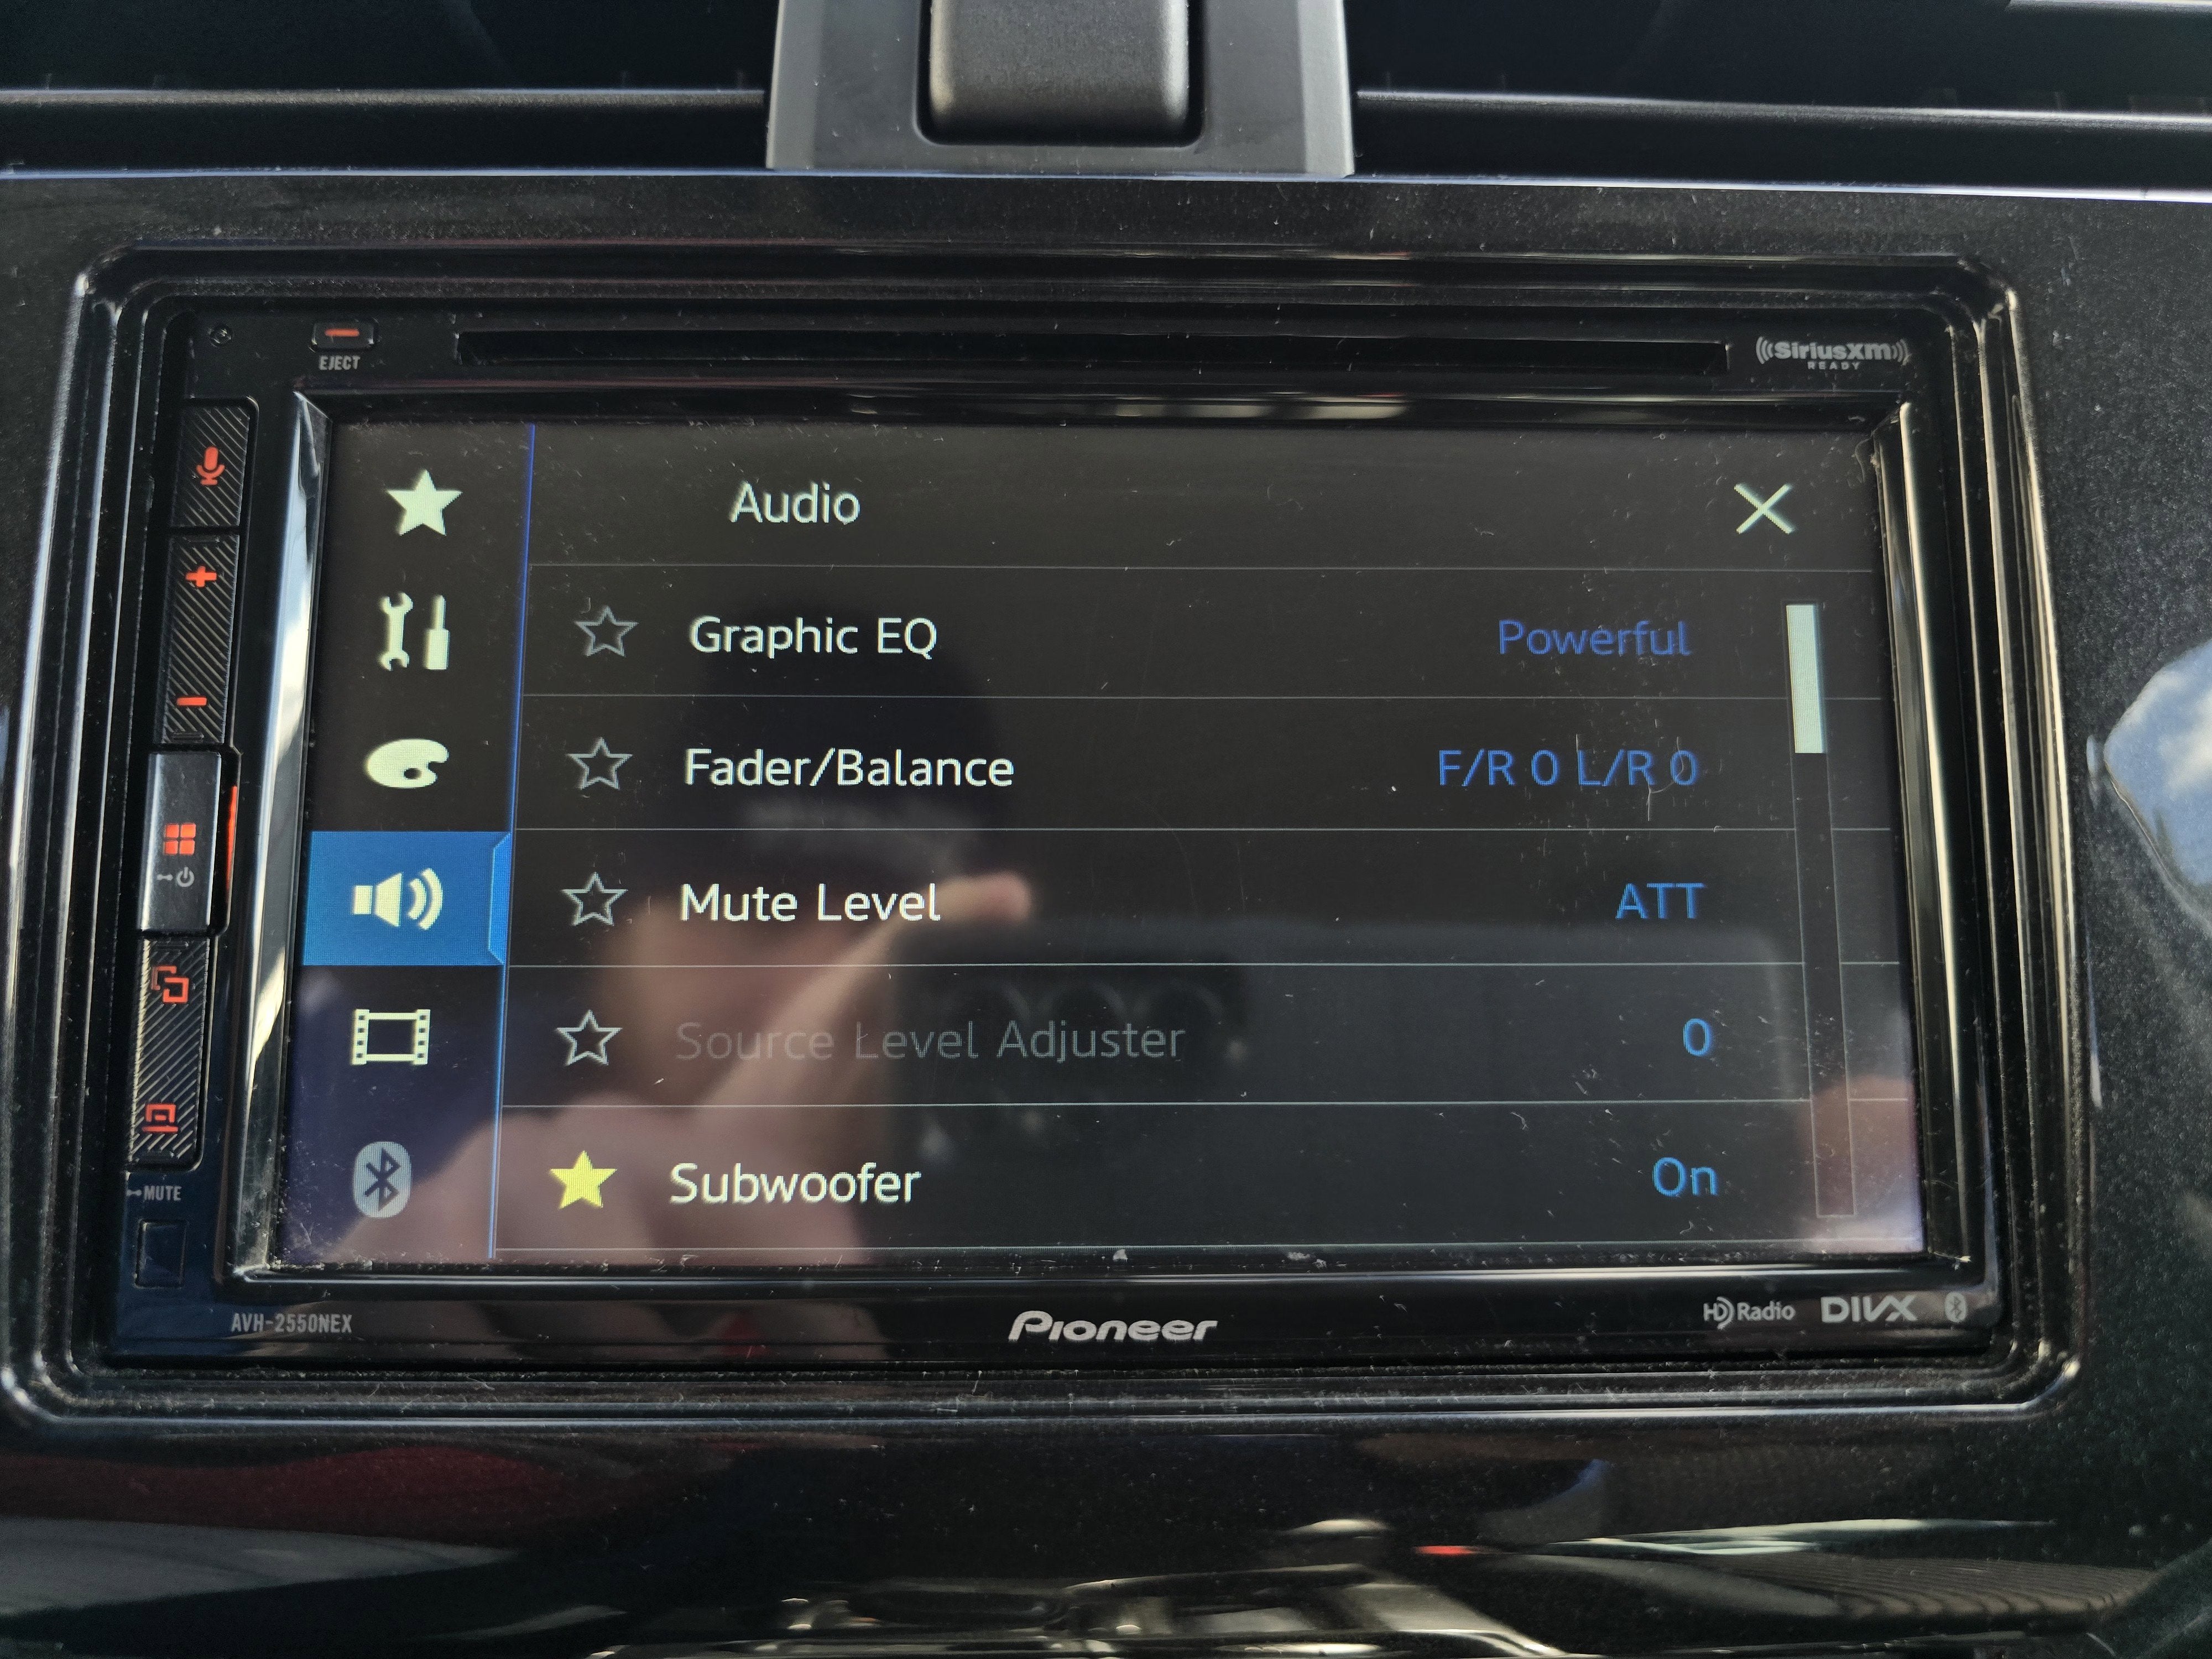 EJECT
SiriusXM
READY
Audio
Graphic EQ Powerful
Fader/Balance F/R 0 L/R 0
Mute Level ATT
Source Level Adjuster 0
Subwoofer On
MUTE
AVH-2550NEX
Pioneer
HD Radio DIVX